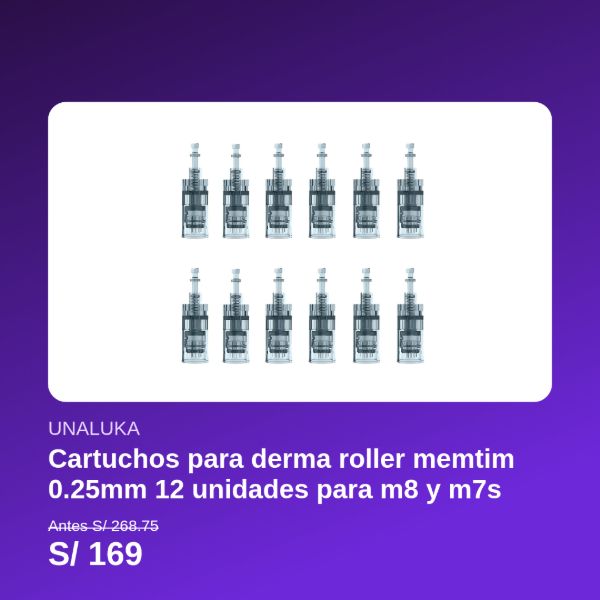 UNALUKA
Cartuchos para derma roller memtim
0.25mm 12 unidades para m8 y m7s
Antes S/ 268.75
S/ 169